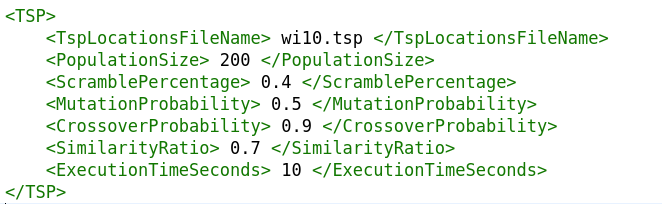 <TSP>
    <TspLocationsFileName> wi10.tsp </TspLocationsFileName>
    <PopulationSize> 200 </PopulationSize>
    <ScramblePercentage> 0.4 </ScramblePercentage>
    <MutationProbability> 0.5 </MutationProbability>
    <CrossoverProbability> 0.9 </CrossoverProbability>
    <SimilarityRatio> 0.7 </SimilarityRatio>
    <ExecutionTimeSeconds> 10 </ExecutionTimeSeconds>
</TSP>